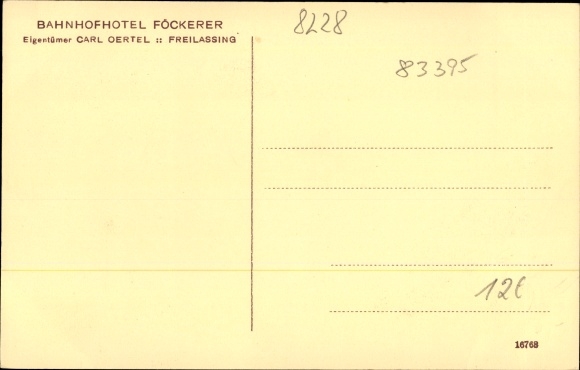 BAHNHOFHOTEL FÖCKERER
Eigentümer CARL OERTEL :: FREILASSING
8228
83395
12€
16768